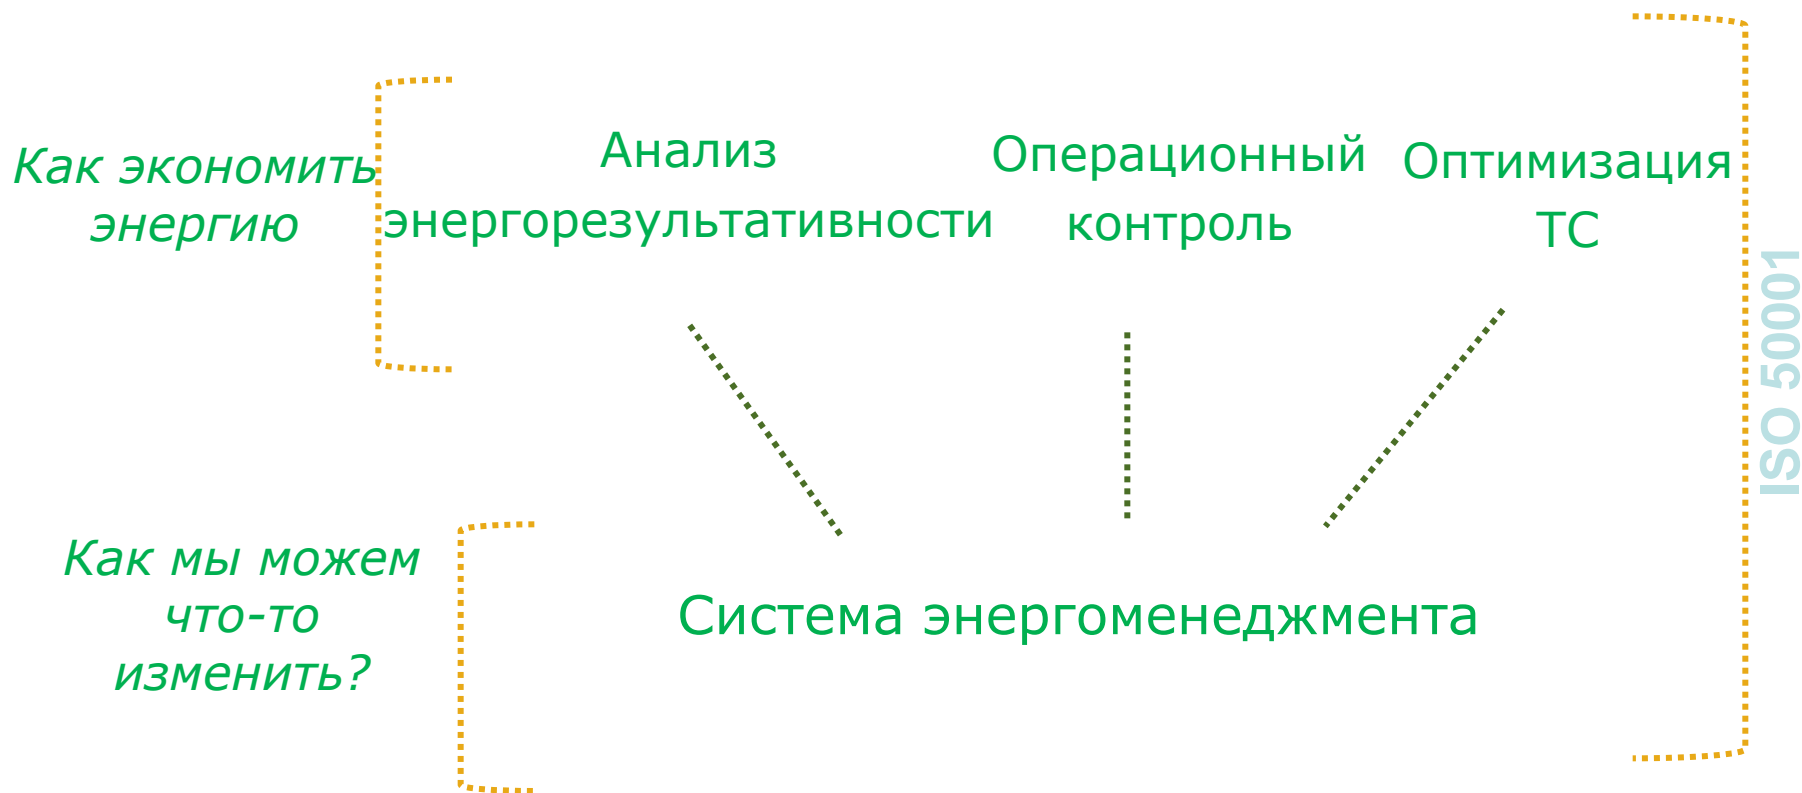 Как экономить
энергию
Анализ
энергорезультативности
Операционный
контроль
Оптимизация
ТС
ISO 50001
Как мы можем
что-то
изменить?
Система энергоменеджмента